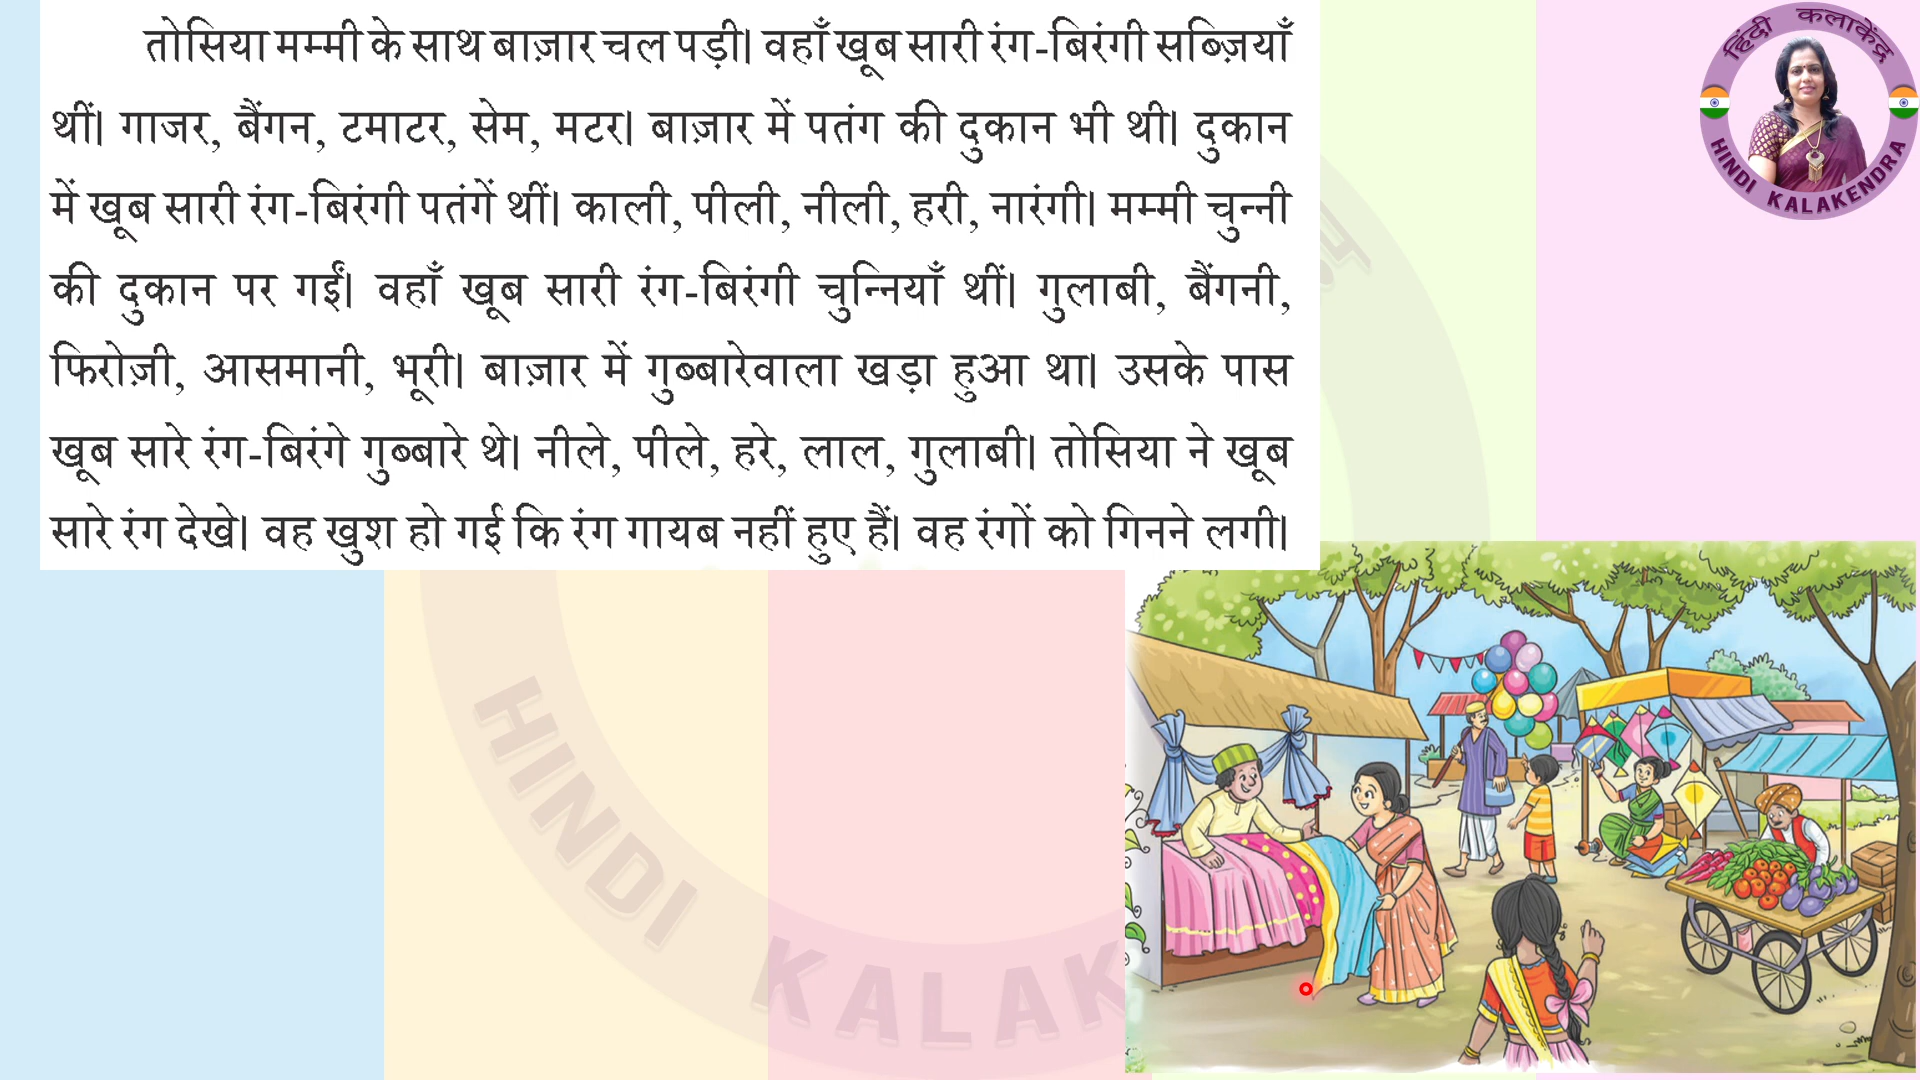 तोसिया मम्मी के साथ बाज़ार चल पड़ी। वहाँ खूब सारी रंग-बिरंगी सब्ज़ियाँ
थीं। गाजर, बैंगन, टमाटर, सेम, मटर। बाज़ार में पतंग की दुकान भी थी। दुकान
में खूब सारी रंग-बिरंगी पतंगें थीं। काली, पीली, नीली, हरी, नारंगी। मम्मी चुन्नी
की दुकान पर गईं। वहाँ खूब सारी रंग-बिरंगी चुन्नियाँ थीं। गुलाबी, बैंगनी,
फिरोज़ी, आसमानी, भूरी। बाज़ार में गुब्बारेवाला खड़ा हुआ था। उसके पास
खूब सारे रंग-बिरंगे गुब्बारे थे। नीले, पीले, हरे, लाल, गुलाबी। तोसिया ने खूब
सारे रंग देखे। वह खुश हो गई कि रंग गायब नहीं हुए हैं। वह रंगों को गिनने लगी।
हिंदी कलाकेंद्र
HINDI KALAKENDRA
HINDI KALAK